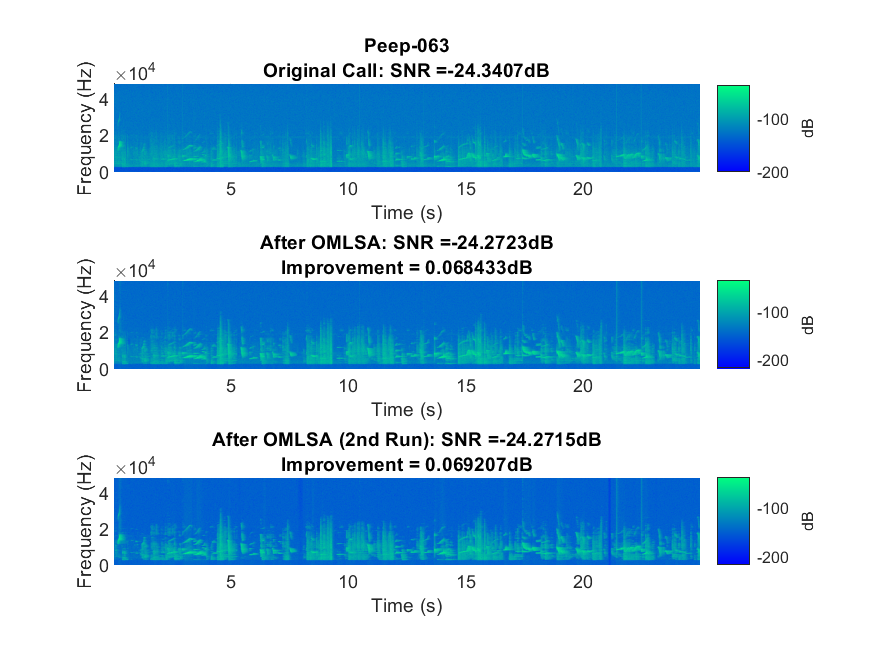 Peep-063
Original Call: SNR =-24.3407dB
×10⁴
4
2
0
Frequency (Hz)
5
10
15
20
Time (s)
-100
-200
dB
After OMLSA: SNR =-24.2723dB
Improvement = 0.068433dB
×10⁴
4
2
0
Frequency (Hz)
5
10
15
20
Time (s)
-100
-200
dB
After OMLSA (2nd Run): SNR =-24.2715dB
Improvement = 0.069207dB
×10⁴
4
2
0
Frequency (Hz)
5
10
15
20
Time (s)
-100
-200
dB